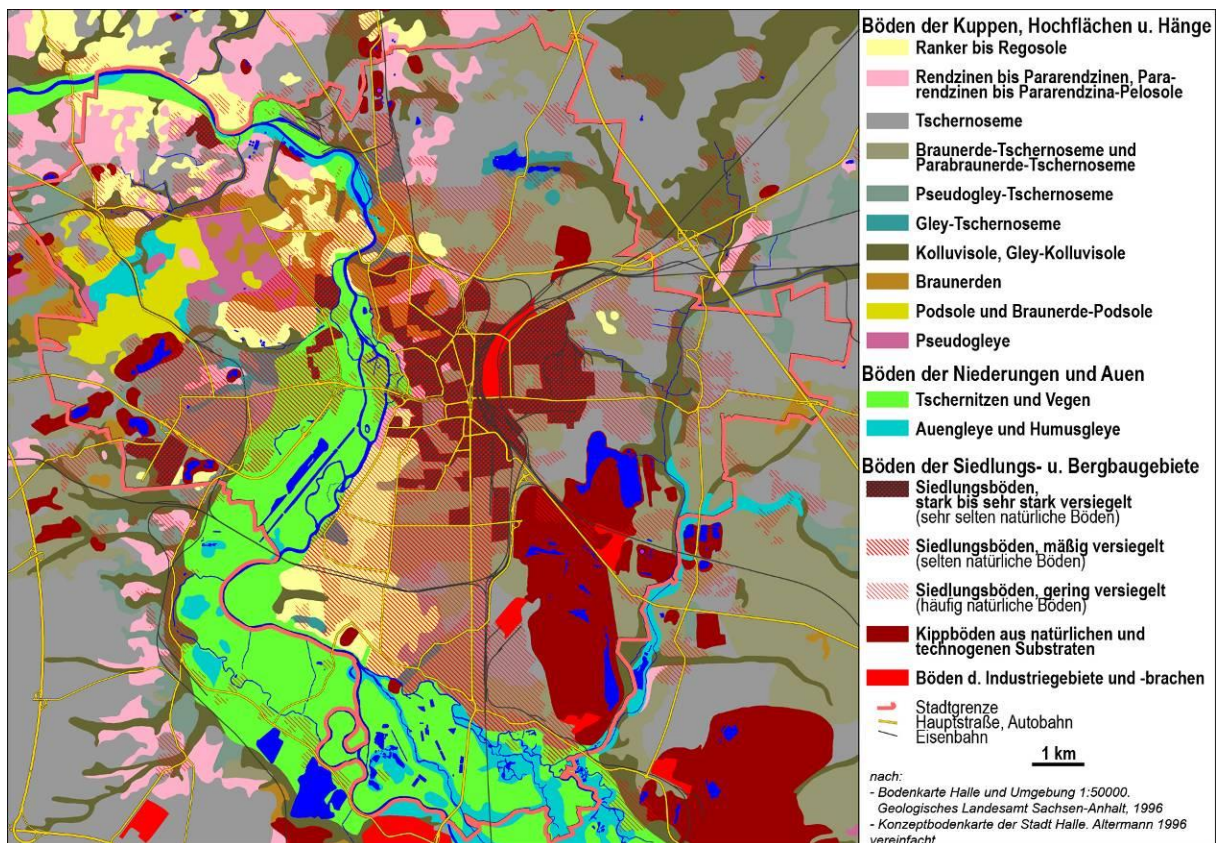 Böden der Kuppen, Hochflächen u. Hänge
Ranker bis Regosole
Rendzinen bis Pararendzinen, Para-
rendzinen bis Pararendzina-Pelosole
Tschernoseme
Braunerde-Tschernoseme und
Parabraunerde-Tschernoseme
Pseudogley-Tschernoseme
Gley-Tschernoseme
Kolluvisole, Gley-Kolluvisole
Braunerden
Podsole und Braunerde-Podsole
Pseudogleye
Böden der Niederungen und Auen
Tschernitzen und Vegen
Auengleye und Humusgleye
Böden der Siedlungs- u. Bergbaugebiete
Siedlungsböden,
stark bis sehr stark versiegelt
(sehr selten natürliche Böden)
Siedlungsböden, mäßig versiegelt
(selten natürliche Böden)
Siedlungsböden, gering versiegelt
(häufig natürliche Böden)
Kippböden aus natürlichen und
technogenen Substraten
Böden d. Industriegebiete und -brachen
Stadtgrenze
Hauptstraße, Autobahn
Eisenbahn
1 km
nach:
- Bodenkarte Halle und Umgebung 1:50000.
Geologisches Landesamt Sachsen-Anhalt, 1996
- Konzeptbodenkarte der Stadt Halle. Altermann 1996
vereinfacht